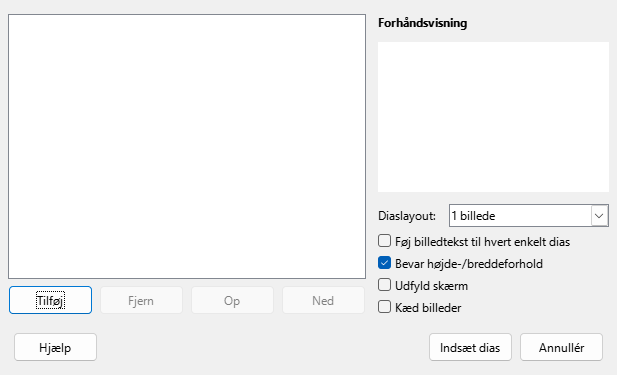 Forhåndsvisning
Diaslayout: 1 billede
Føj billedtekst til hvert enkelt dias
Bevar højde-/breddeforhold
Udfyld skærm
Kæd billeder
Tilføj Fjern Op Ned
Hjælp Indsæt dias Annullér